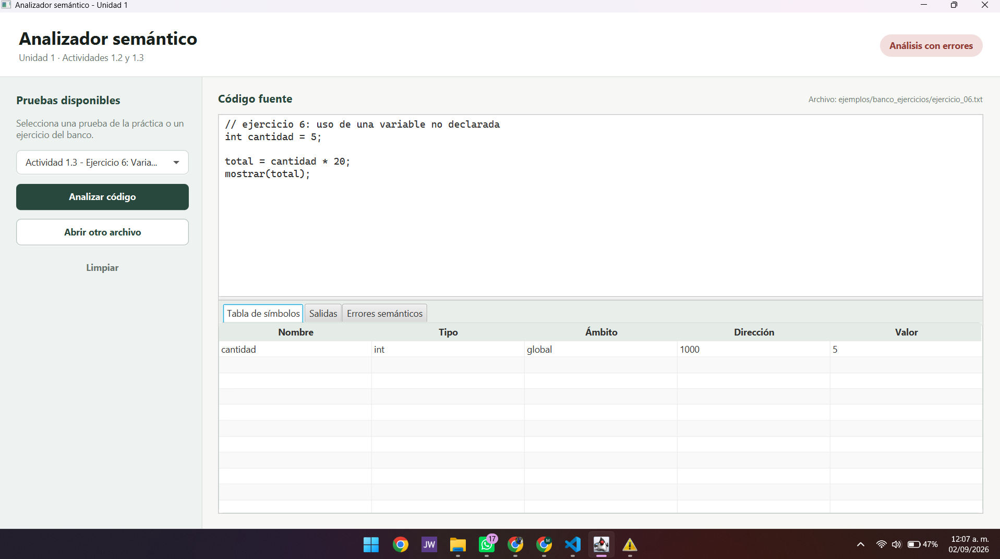 Analizador semántico - Unidad 1
Analizador semántico
Unidad 1 · Actividades 1.2 y 1.3
Análisis con errores
Pruebas disponibles
Selecciona una prueba de la práctica o un
ejercicio del banco.
Actividad 1.3 - Ejercicio 6: Varia...
Analizar código
Abrir otro archivo
Limpiar
Código fuente
Archivo: ejemplos/banco_ejercicios/ejercicio_06.txt
// ejercicio 6: uso de una variable no declarada
int cantidad = 5;
total = cantidad * 20;
mostrar(total);
Tabla de símbolos Salidas Errores semánticos
Nombre Tipo Ámbito Dirección Valor
cantidad int global 1000 5
JW
17
M
47%
12:07 a. m.
02/09/2026